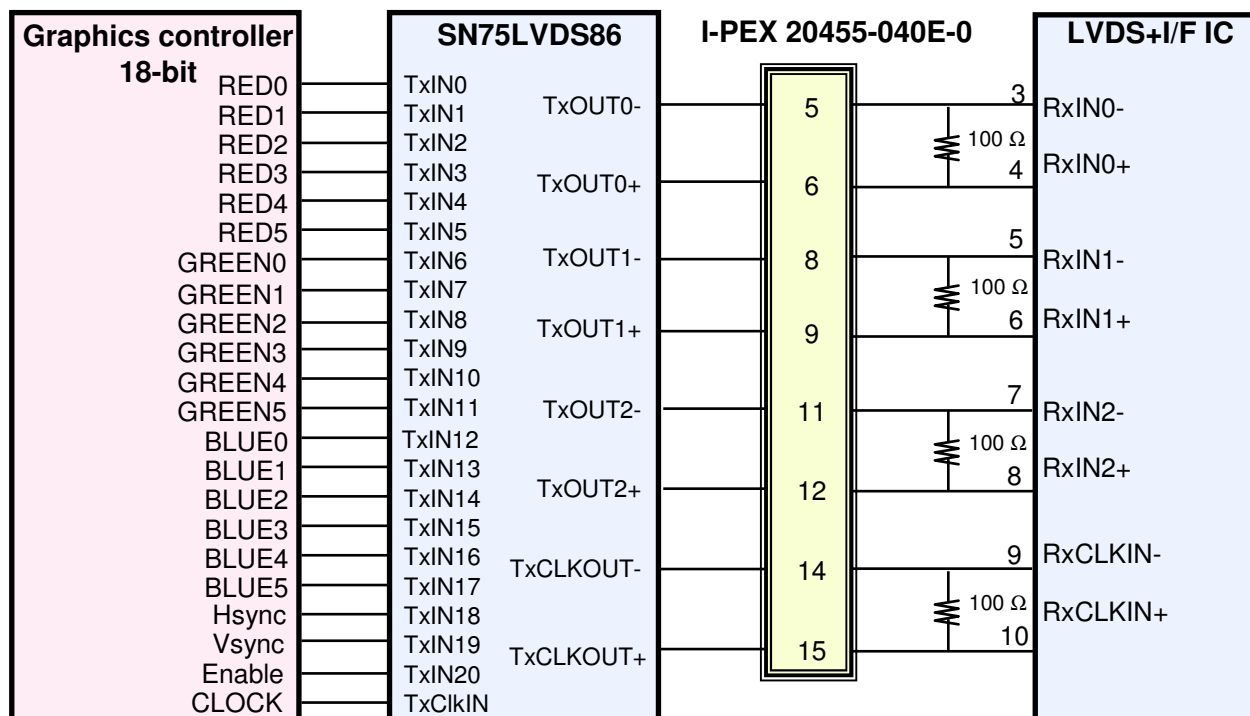 Graphics controller
18-bit
RED0
RED1
RED2
RED3
RED4
RED5
GREEN0
GREEN1
GREEN2
GREEN3
GREEN4
GREEN5
BLUE0
BLUE1
BLUE2
BLUE3
BLUE4
BLUE5
Hsync
Vsync
Enable
CLOCK
SN75LVDS86
TxIN0
TxIN1
TxIN2
TxIN3
TxIN4
TxIN5
TxIN6
TxIN7
TxIN8
TxIN9
TxIN10
TxIN11
TxIN12
TxIN13
TxIN14
TxIN15
TxIN16
TxIN17
TxIN18
TxIN19
TxIN20
TxClkIN
TxOUT0-
TxOUT0+
TxOUT1-
TxOUT1+
TxOUT2-
TxOUT2+
TxCLKOUT-
TxCLKOUT+
I-PEX 20455-040E-0
5
6
8
9
11
12
14
15
3
100 Ω
4
5
100 Ω
6
7
100 Ω
8
9
100 Ω
10
LVDS+I/F IC
RxIN0-
RxIN0+
RxIN1-
RxIN1+
RxIN2-
RxIN2+
RxCLKIN-
RxCLKIN+